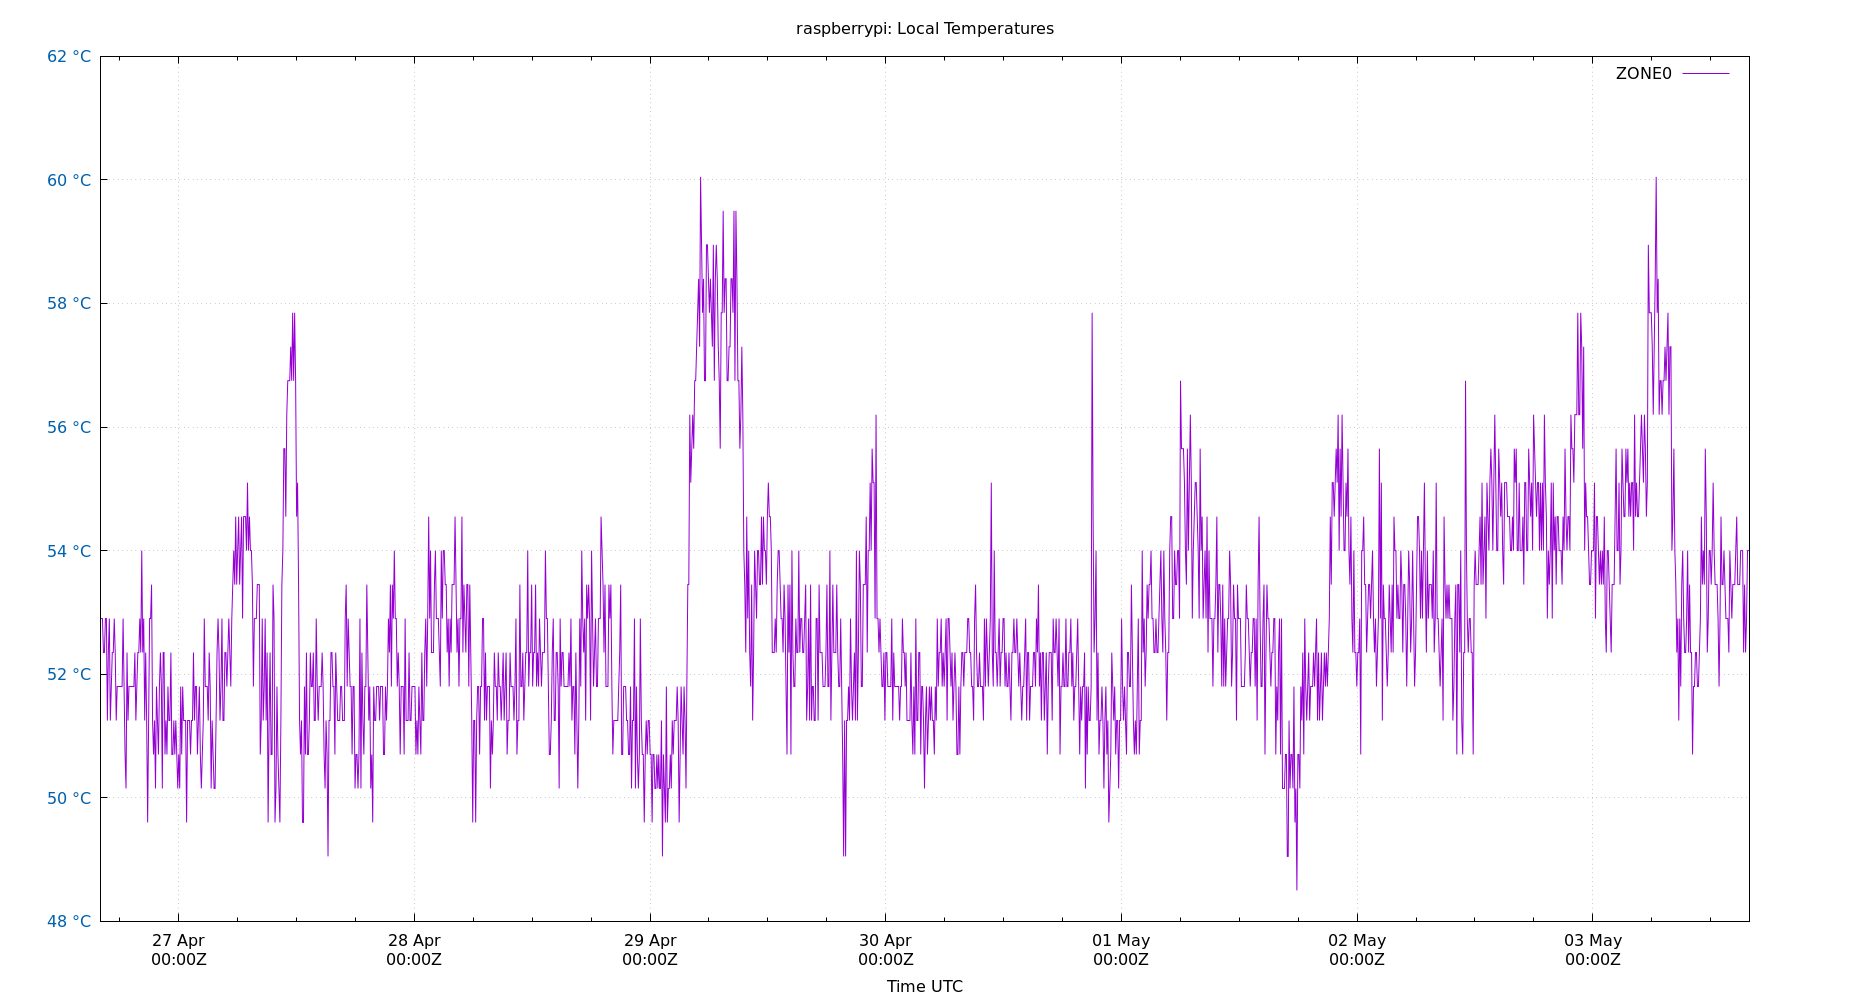 raspberrypi: Local Temperatures
62 °C
ZONE0
60 °C
58 °C
56 °C
54 °C
52 °C
50 °C
48 °C
27 Apr 28 Apr 29 Apr 30 Apr 01 May 02 May 03 May
00:00Z 00:00Z 00:00Z 00:00Z 00:00Z 00:00Z 00:00Z
Time UTC